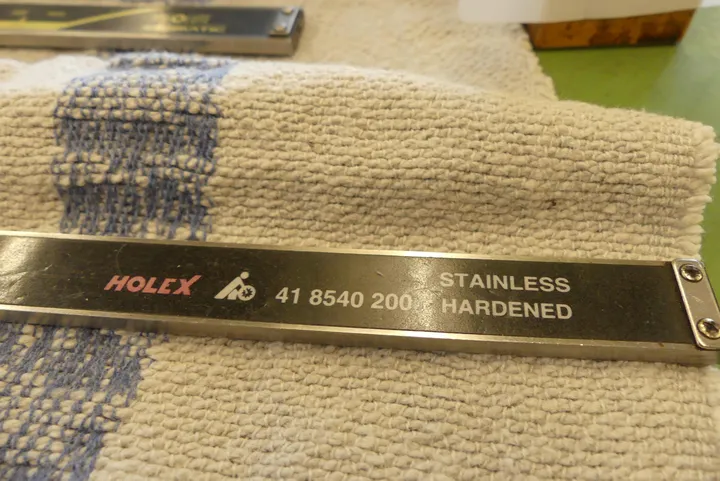 HOLEX 41 8540 200 STAINLESS
HARDENED